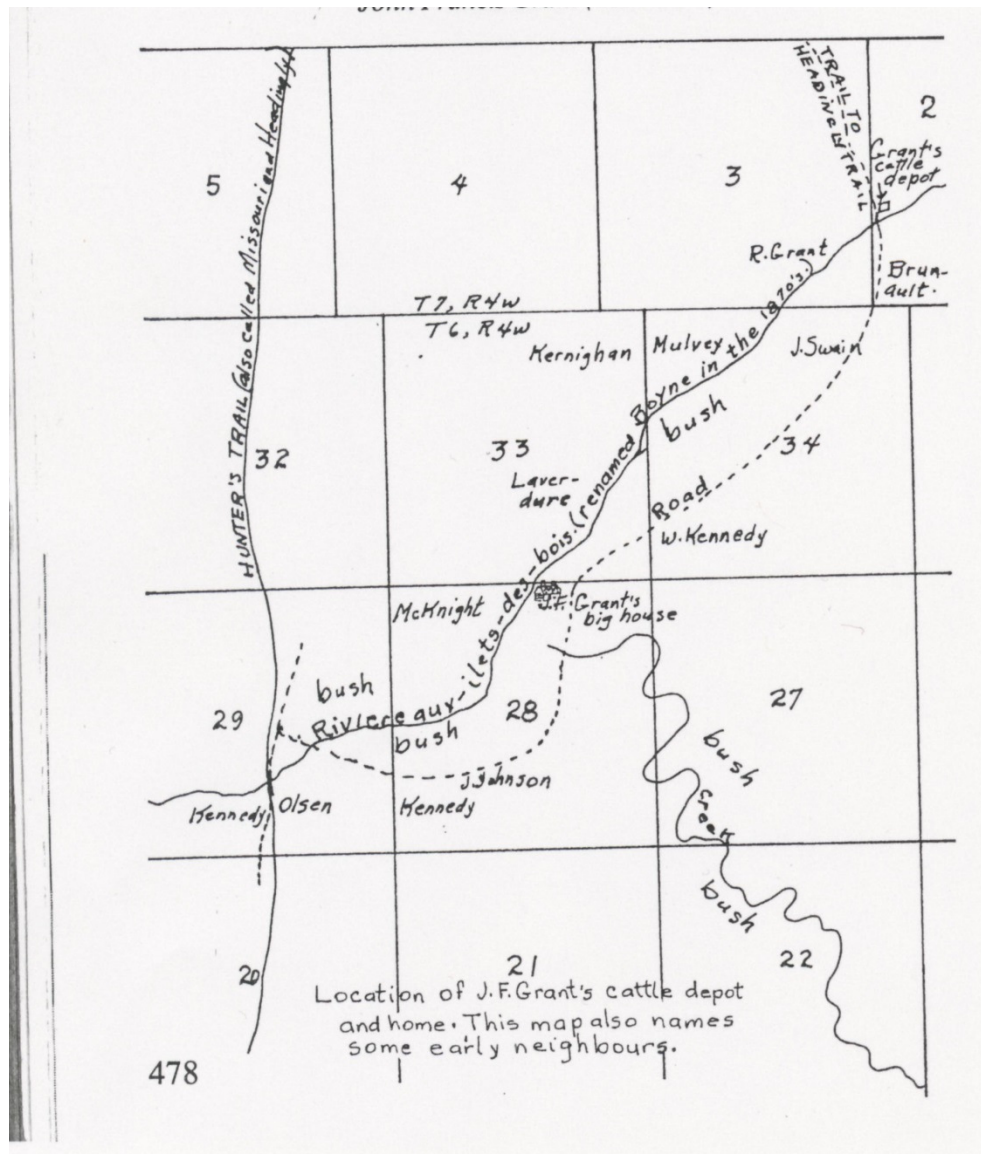 John Francis
HUNTER'S TRAIL (also called Missouri and Headingly)
TRAIL TO
HEADINGLY TRAIL
2
Grant's
cattle
depot
5
4
3
R. Grant
Brun-
ault.
T7, R4W
T6, R4W
Kernighan
Mulvey
J. Swain
Riviere aux ilets-des-bois. (renamed Boyne in the 1870's.)
bush
32
33
34
Laver-
dure
Road
W. Kennedy
McKnight
J.F. Grant's
big house
bush
29
28
27
bush
bush
J Johnson
Creek
Kennedy
Olsen
Kennedy
bush
20
21
22
Location of J.F. Grant's cattle depot
and home. This map also names
some early neighbours.
478